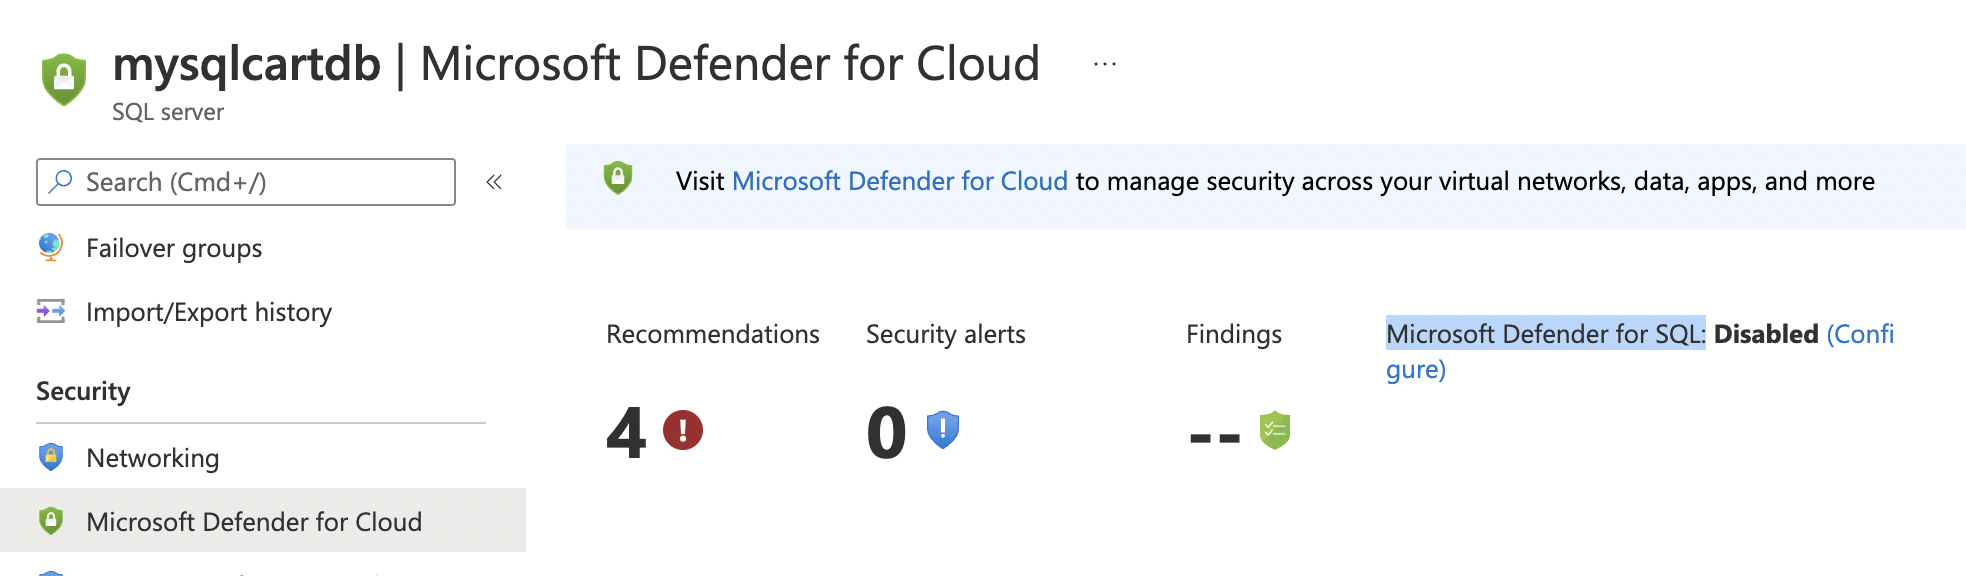 mysqlcartdb | Microsoft Defender for Cloud ...
SQL server
Search (Cmd+/)
«
Failover groups
Import/Export history
Security
Networking
Microsoft Defender for Cloud
Visit Microsoft Defender for Cloud to manage security across your virtual networks, data, apps, and more
Recommendations
4
Security alerts
0
Findings
--
Microsoft Defender for SQL: Disabled (Confi
gure)